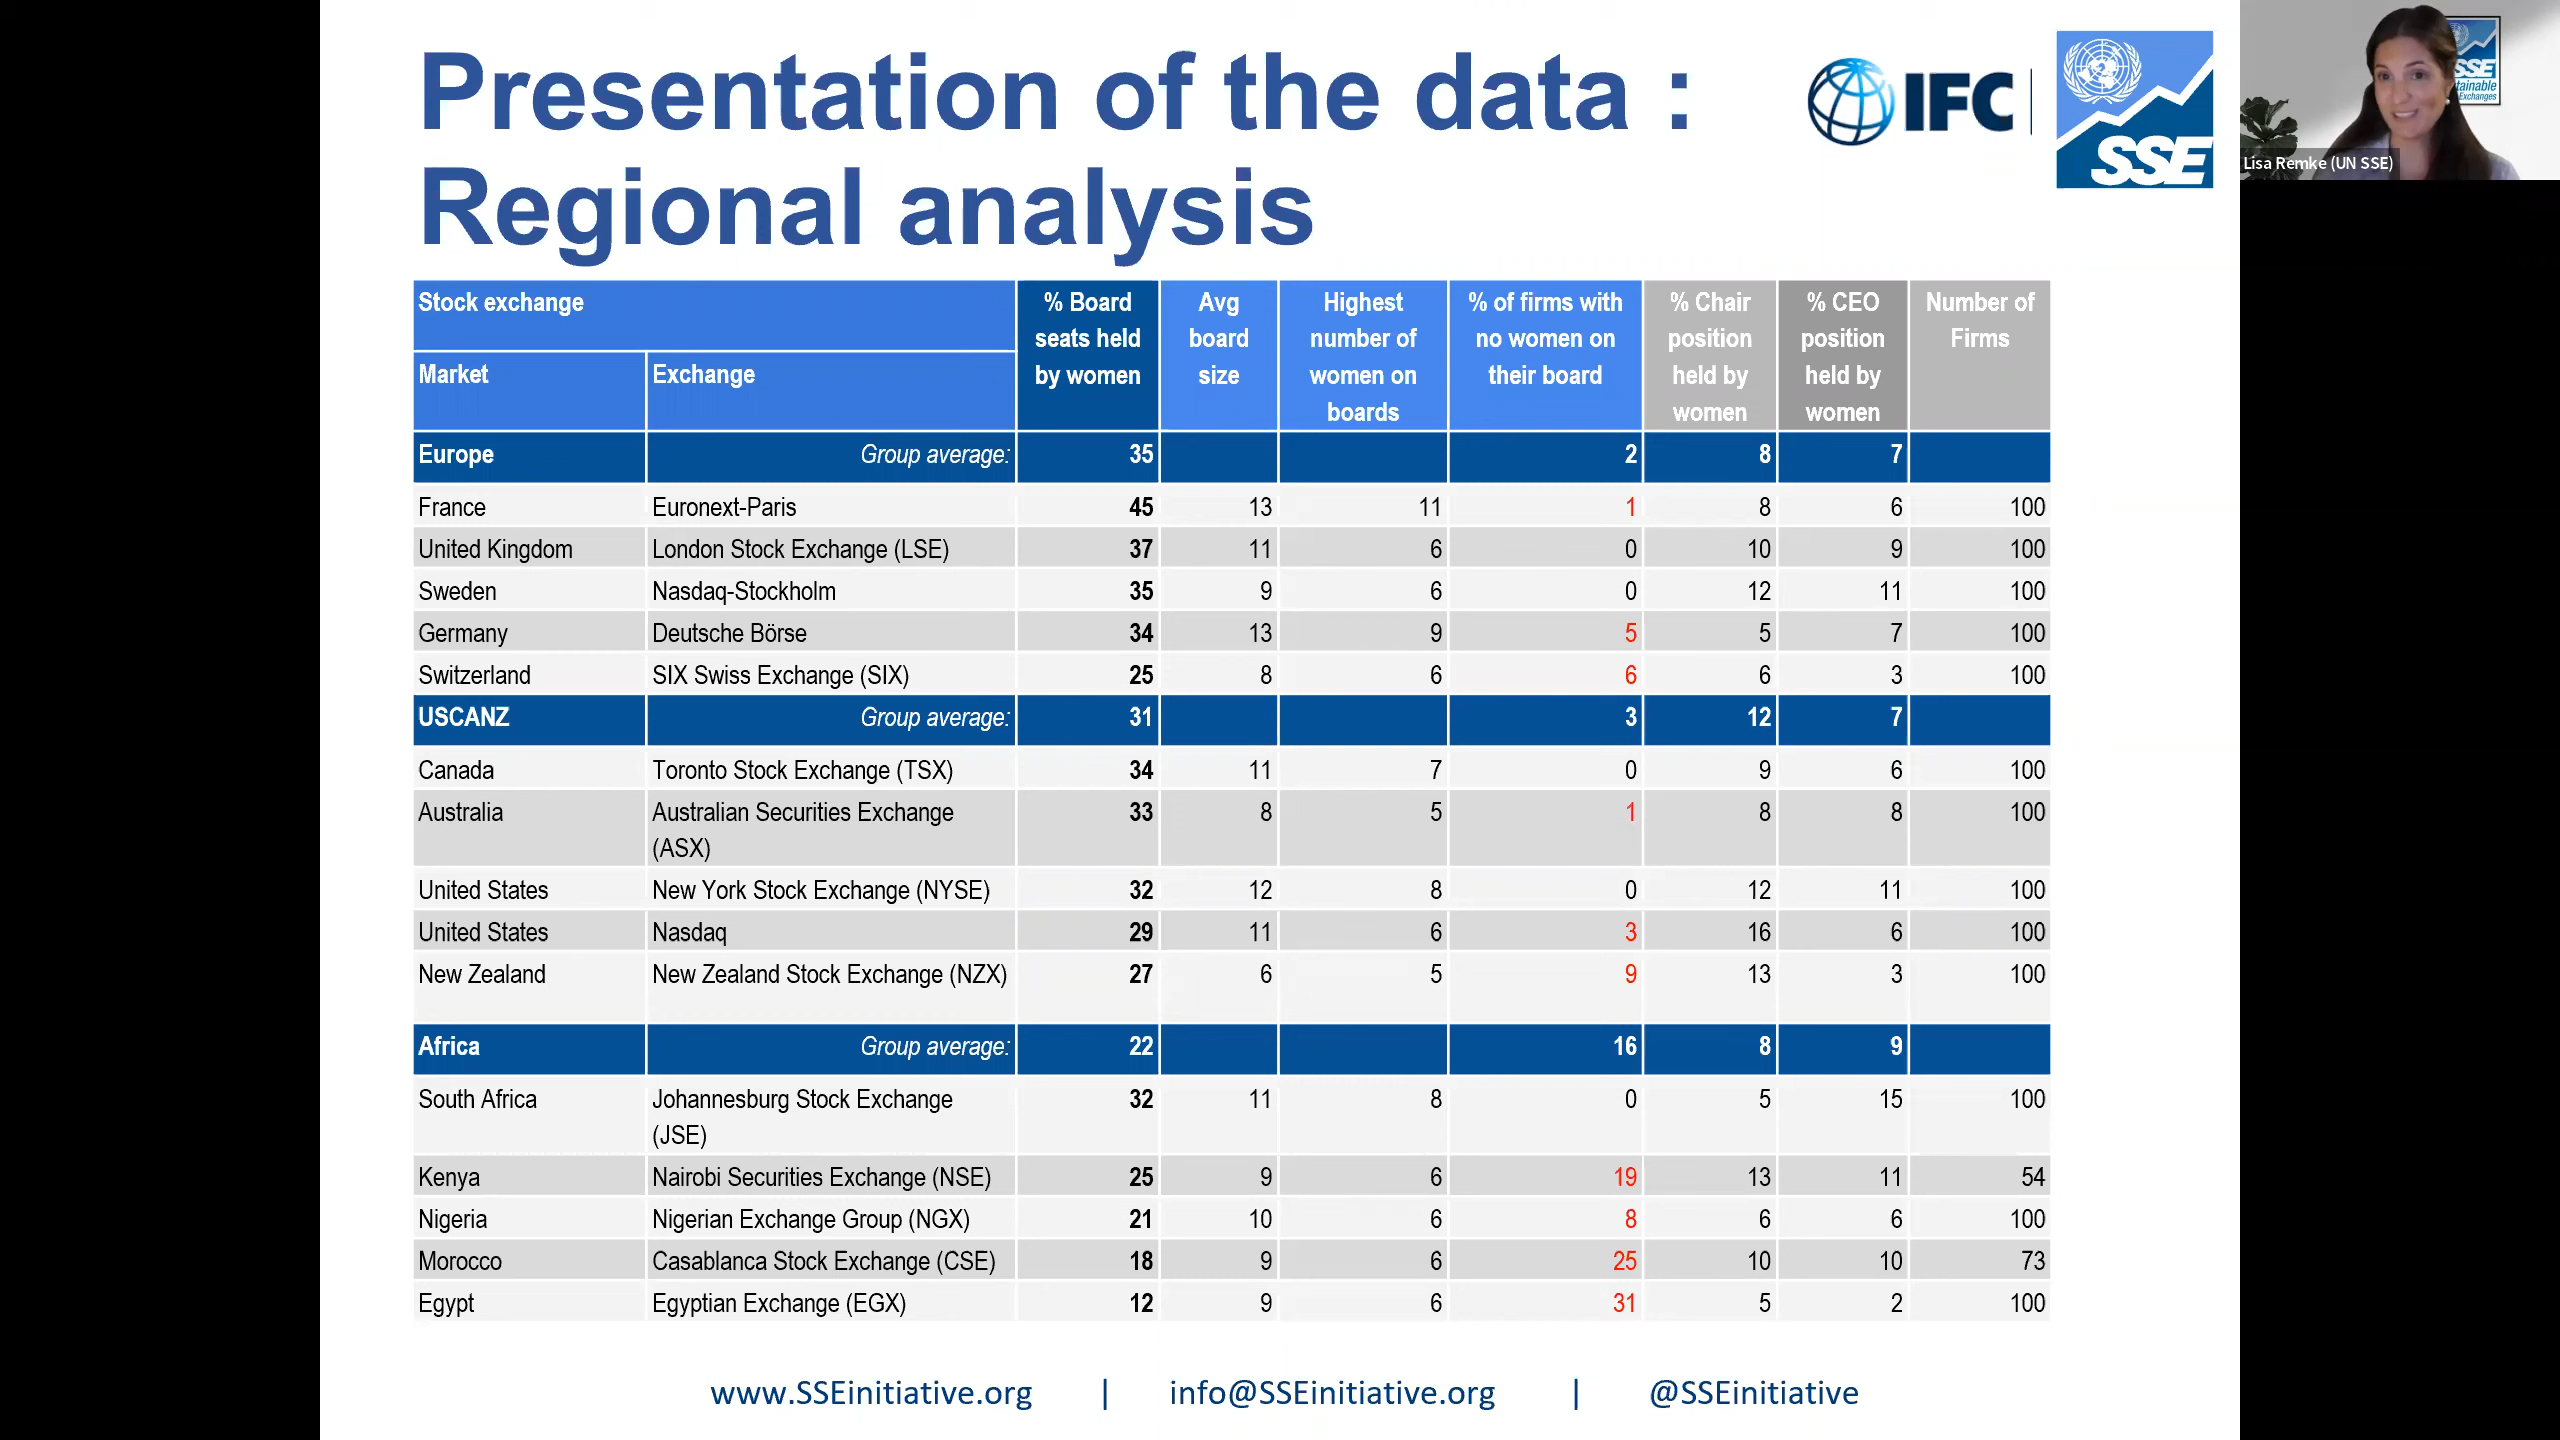 Presentation of the data :
Regional analysis
IFC
SSE
SSE
tainable
Exchanges
Lisa Remke (UN SSE)
Stock exchange
Market
Exchange
% Board
seats held
by women
Avg
board
size
Highest
number of
women on
boards
% of firms with
no women on
their board
% Chair
position
held by
women
% CEO
position
held by
women
Number of
Firms
Europe Group average: 35 2 8 7
France Euronext-Paris 45 13 11 1 8 6 100
United Kingdom London Stock Exchange (LSE) 37 11 6 0 10 9 100
Sweden Nasdaq-Stockholm 35 9 6 0 12 11 100
Germany Deutsche Börse 34 13 9 5 5 7 100
Switzerland SIX Swiss Exchange (SIX) 25 8 6 6 6 3 100
USCANZ Group average: 31 3 12 7
Canada Toronto Stock Exchange (TSX) 34 11 7 0 9 6 100
Australia Australian Securities Exchange 33 8 5 1 8 8 100
(ASX)
United States New York Stock Exchange (NYSE) 32 12 8 0 12 11 100
United States Nasdaq 29 11 6 3 16 6 100
New Zealand New Zealand Stock Exchange (NZX) 27 6 5 9 13 3 100
Africa Group average: 22 16 8 9
South Africa Johannesburg Stock Exchange 32 11 8 0 5 15 100
(JSE)
Kenya Nairobi Securities Exchange (NSE) 25 9 6 19 13 11 54
Nigeria Nigerian Exchange Group (NGX) 21 10 6 8 6 6 100
Morocco Casablanca Stock Exchange (CSE) 18 9 6 25 10 10 73
Egypt Egyptian Exchange (EGX) 12 9 6 31 5 2 100
www.SSEinitiative.org | info@SSEinitiative.org | @SSEinitiative